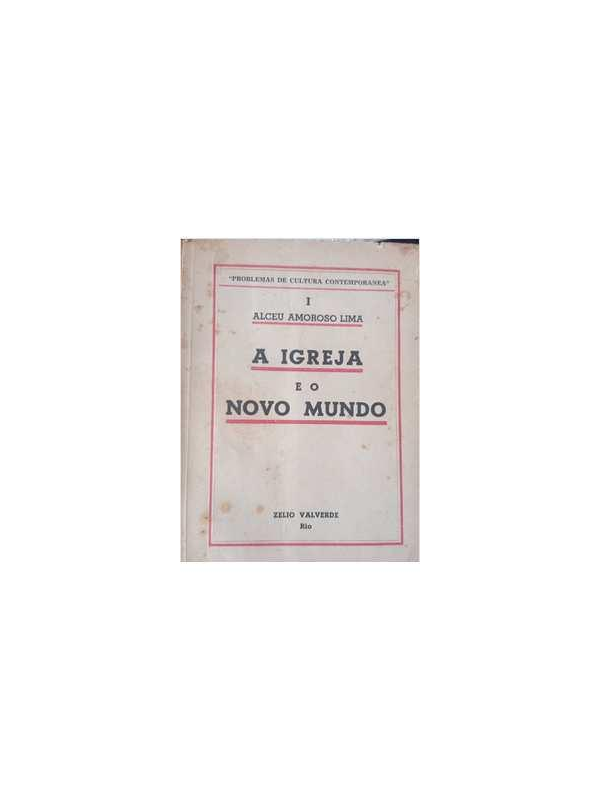 "PROBLEMAS DE CULTURA CONTEMPORANEA"
I
ALCEU AMOROSO LIMA
A IGREJA
E O
NOVO MUNDO
ZELIO VALVERDE
Rio